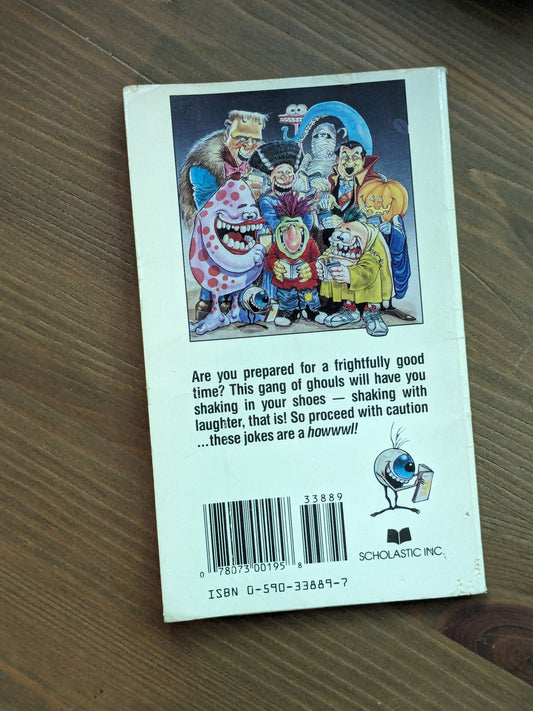 Are you prepared for a frightfully good
time? This gang of ghouls will have you
shaking in your shoes — shaking with
laughter, that is! So proceed with caution
...these jokes are a howwwl!
33889
0 78073 00195 8
ISBN 0-590-33889-7
SCHOLASTIC INC.